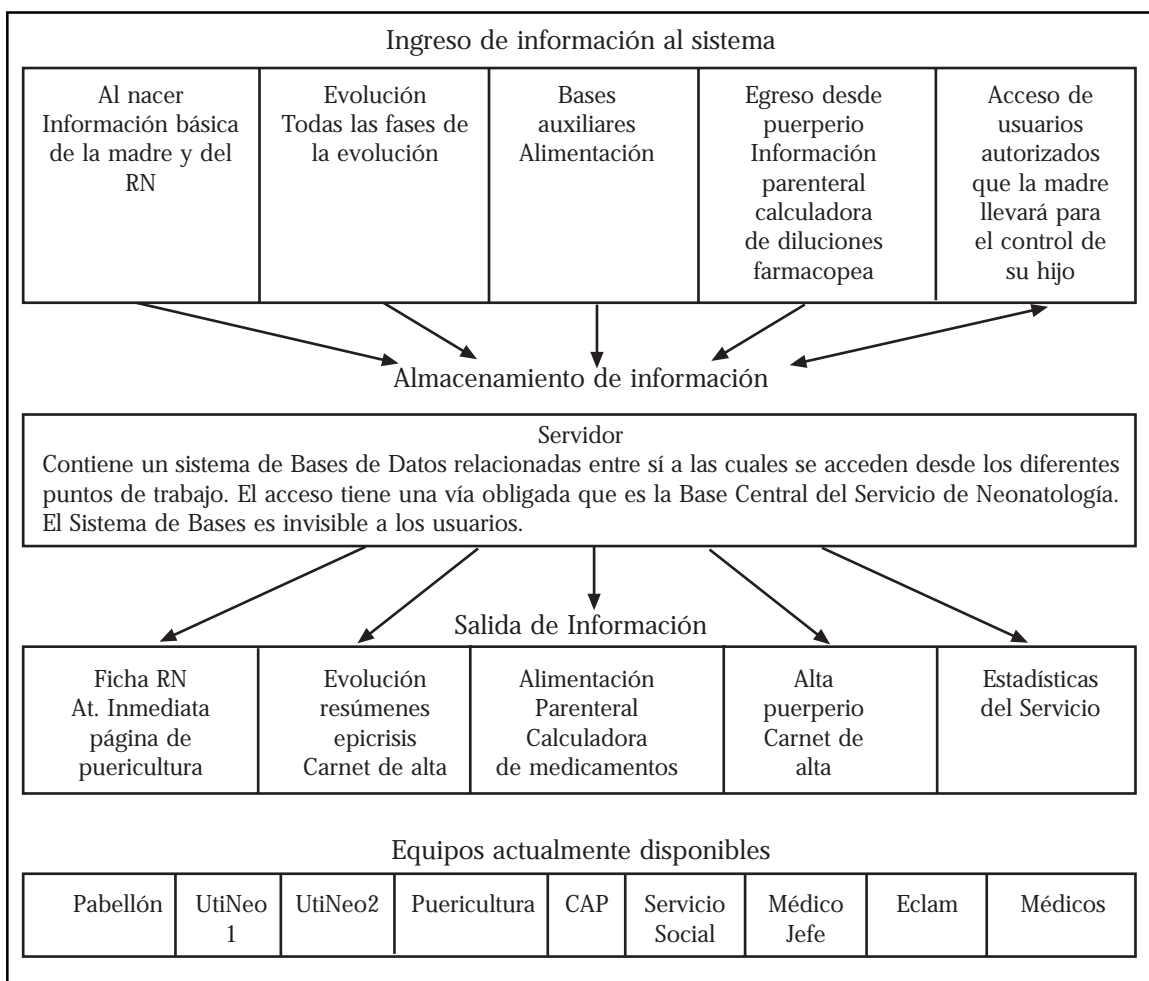 Ingreso de información al sistema
Al nacer
Información básica
de la madre y del
RN
Evolución
Todas las fases de
la evolución
Bases
auxiliares
Alimentación
Egreso desde
puerperio
Información
parenteral
calculadora
de diluciones
farmacopea
Acceso de
usuarios
autorizados
que la madre
llevará para
el control de
su hijo
Almacenamiento de información
Servidor
Contiene un sistema de Bases de Datos relacionadas entre sí a las cuales se acceden desde los diferentes
puntos de trabajo. El acceso tiene una vía obligada que es la Base Central del Servicio de Neonatología.
El Sistema de Bases es invisible a los usuarios.
Salida de Información
Ficha RN
At. Inmediata
página de
puericultura
Evolución
resúmenes
epicrisis
Carnet de alta
Alimentación
Parenteral
Calculadora
de medicamentos
Alta
puerperio
Carnet de
alta
Estadísticas
del Servicio
Equipos actualmente disponibles
Pabellón
UtiNeo
1
UtiNeo2
Puericultura
CAP
Servicio
Social
Médico
Jefe
Eclam
Médicos